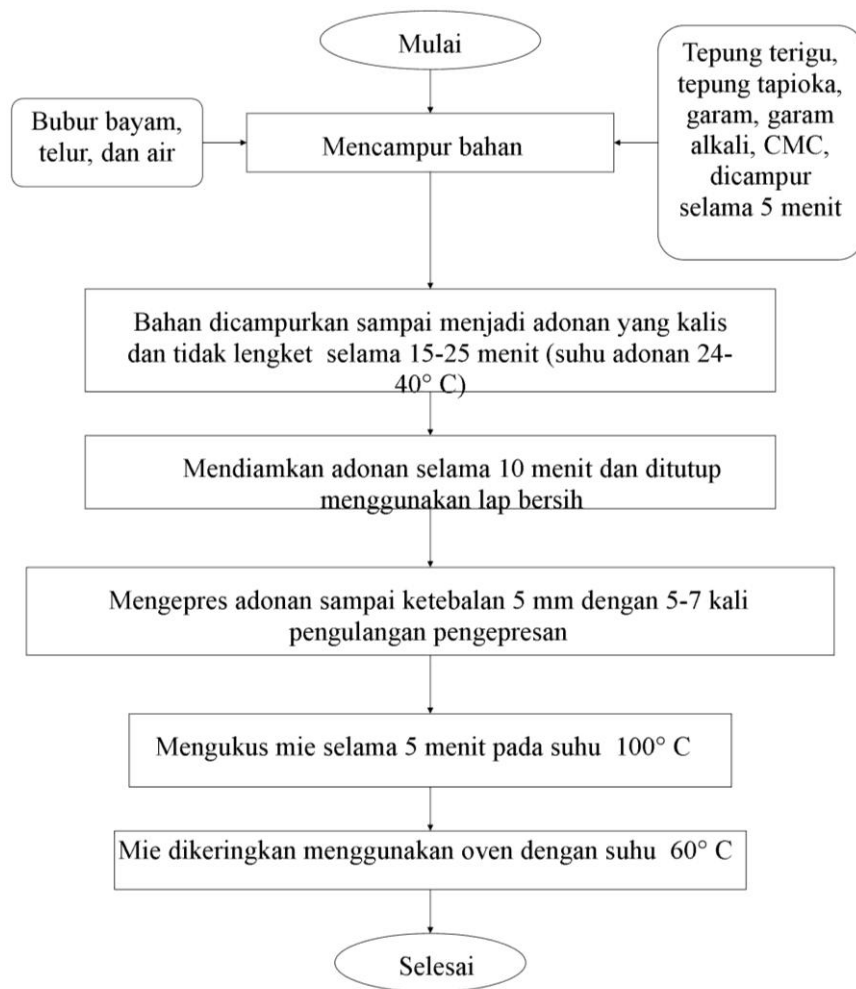 Mulai
Bubur bayam,
telur, dan air
Mencampur bahan
Tepung terigu,
tepung tapioka,
garam, garam
alkali, CMC,
dicampur
selama 5 menit
Bahan dicampurkan sampai menjadi adonan yang kalis
dan tidak lengket selama 15-25 menit (suhu adonan 24-
40° C)
Mendiamkan adonan selama 10 menit dan ditutup
menggunakan lap bersih
Mengepres adonan sampai ketebalan 5 mm dengan 5-7 kali
pengulangan pengepresan
Mengukus mie selama 5 menit pada suhu 100° C
Mie dikeringkan menggunakan oven dengan suhu 60° C
Selesai